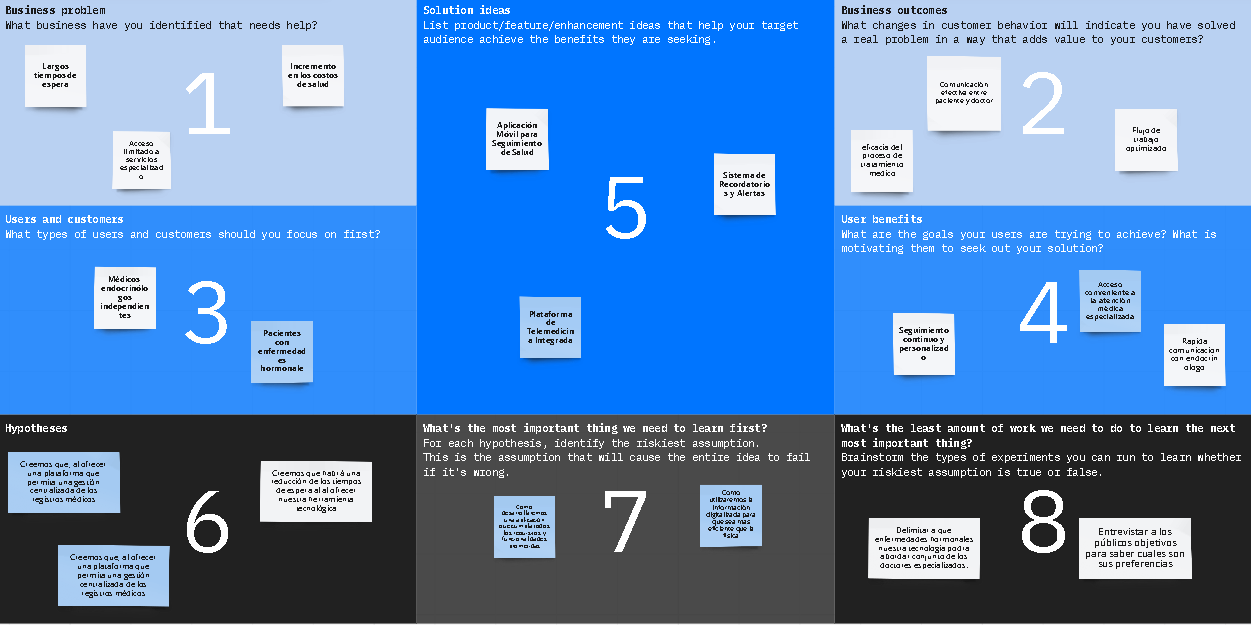 Business problem
What business have you identified that needs help?
Largos
tiempos de
espera
Incremento
en los costos
de salud
1
Acceso
limitado a
servicios
especializad
o
Solution ideas
List product/feature/enhancement ideas that help your target
audience achieve the benefits they are seeking.
Aplicación
Móvil para
Seguimiento
de Salud
Sistema de
Recordatorio
s y Alertas
5
Plataforma
de
Telemedicin
a Integrada
Business outcomes
What changes in customer behavior will indicate you have solved
a real problem in a way that adds value to your customers?
Comunicación
efectiva entre
paciente y doctor
2
Flujo de
trabajo
optimizado
eficacia del
proceso de
tratamiento
medico
Users and customers
What types of users and customers should you focus on first?
Médicos
endocrinólo
gos
independien
tes
3
Pacientes
con
enfermedad
es
hormonale
User benefits
What are the goals your users are trying to achieve? What is
motivating them to seek out your solution?
Acceso
conveniente a
la atención
médica
especializada
4
Seguimiento
continuo y
personalizad
o
Rapida
comunicacion
con endocrin
ologo
Hypotheses
Creemos que, al ofrecer
una plataforma que
permita una gestión
centralizada de los
registros médicos
Creemos que habrá una
reducción de los tiempos
de espera al al ofrecer
nuestra herramienta
tecnológica
6
Creemos que, al ofrecer
una plataforma que
permita una gestión
centralizada de los
registros médicos
What's the most important thing we need to learn first?
For each hypothesis, identify the riskiest assumption.
This is the assumption that will cause the entire idea to fail
if it's wrong.
Como
desarrollaremos
una aplicación
los recursos y
funcionalidades
7
Como
utilizaremos la
información
digitalizada para
que sea mas
eficiente que la
fisica
What's the least amount of work we need to do to learn the next
most important thing?
Brainstorm the types of experiments you can run to learn whether
your riskiest assumption is true or false.
Delimitar a que
enfermedades hormonales
nuestra tecnología podrá
abordar conjunto de los
doctores especializados.
8
Entrevistar a los
públicos objetivos
para saber cuales son
sus preferencias